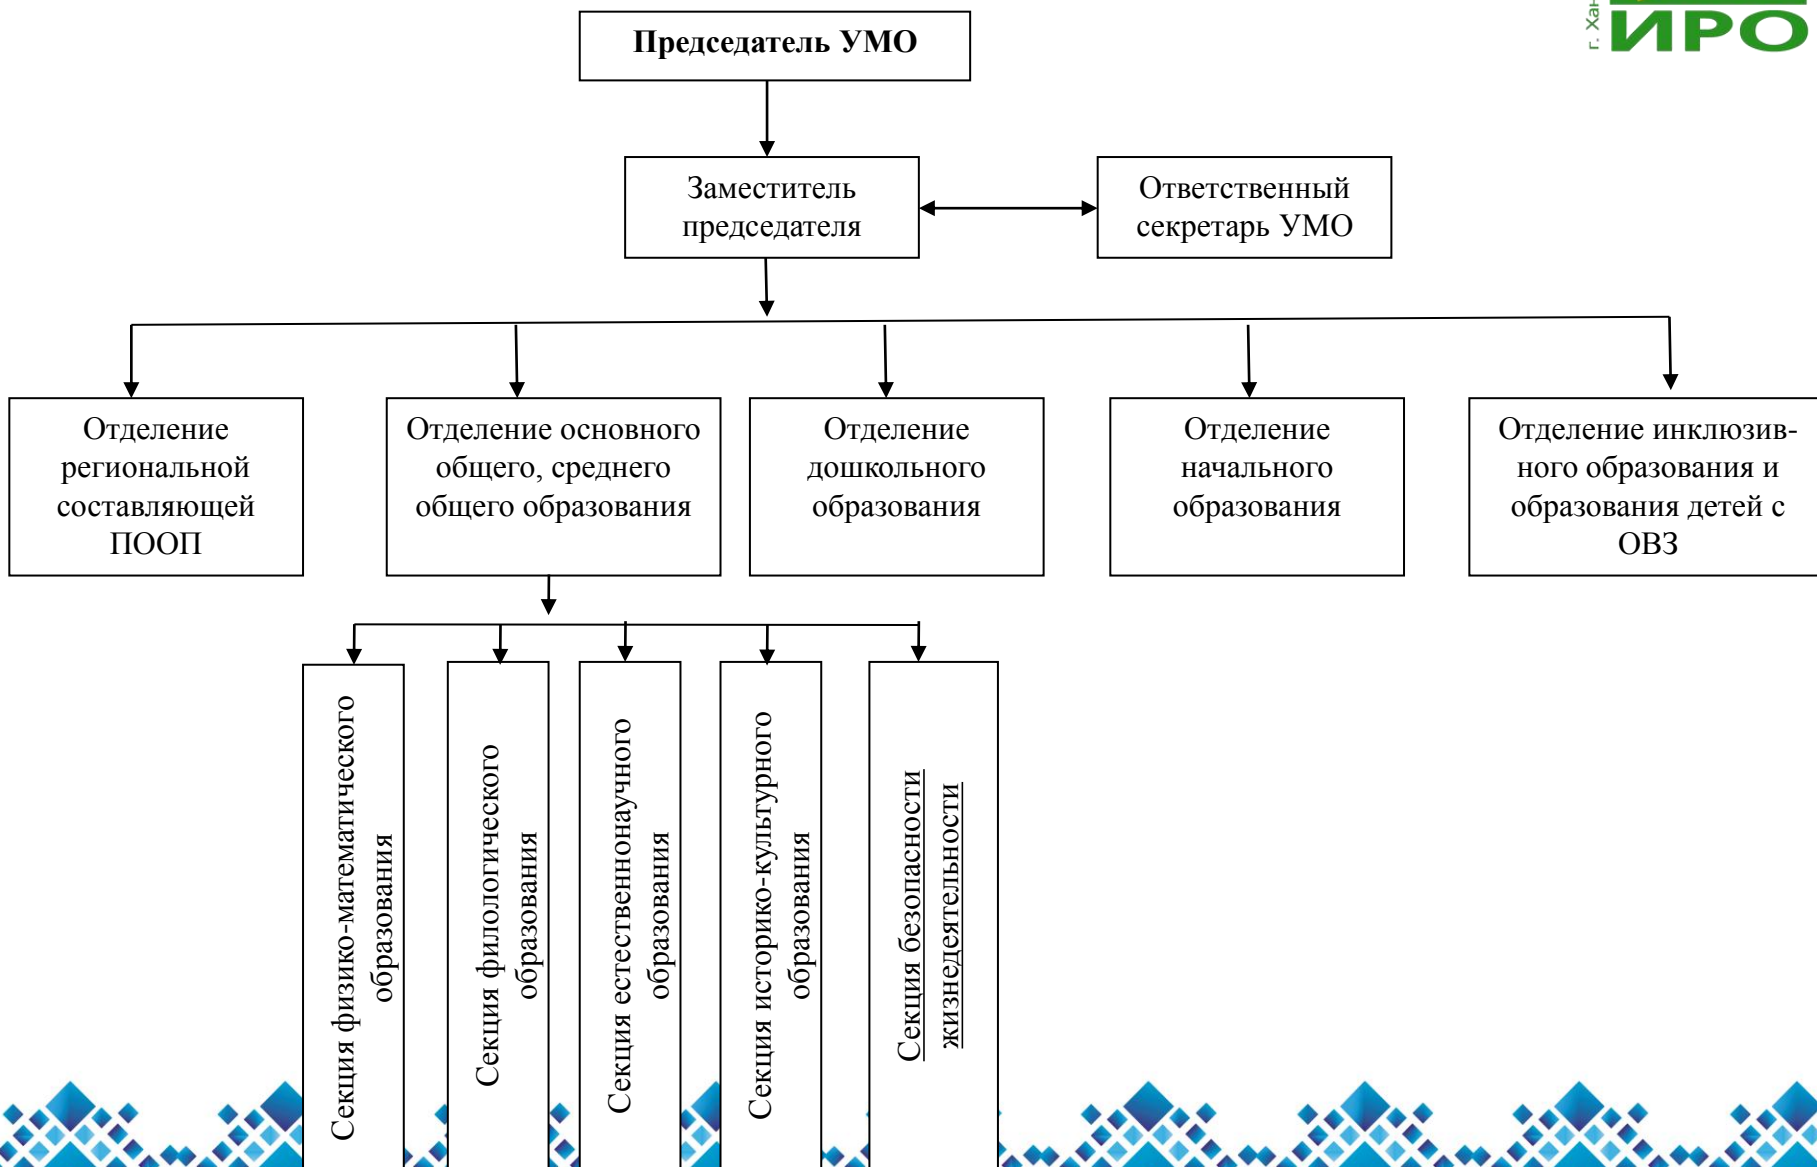 Председатель УМО
г. Хан
ИРО
Заместитель
председателя
Ответственный
секретарь УМО
Отделение
региональной
составляющей
ПООП
Отделение основного
общего, среднего
общего образования
Отделение
дошкольного
образования
Отделение
начального
образования
Отделение инклюзив-
ного образования и
образования детей с
ОВЗ
Секция физико-математического
образования
Секция филологического
образования
Секция естественнонаучного
образования
Секция историко-культурного
образования
Секция безопасности
жизнедеятельности